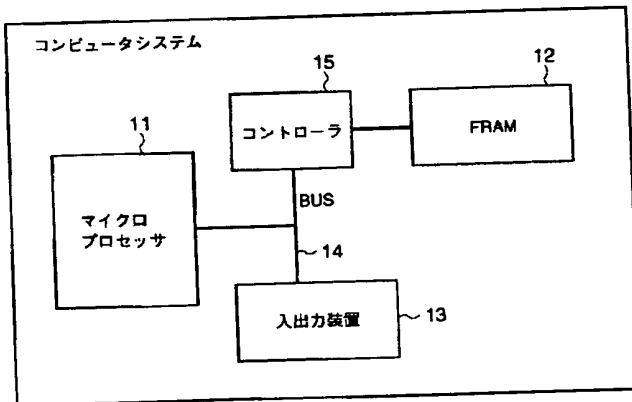 コンピュータシステム
15
12
11
コントローラ
FRAM
BUS
マイクロ
プロセッサ
14
入出力装置
13